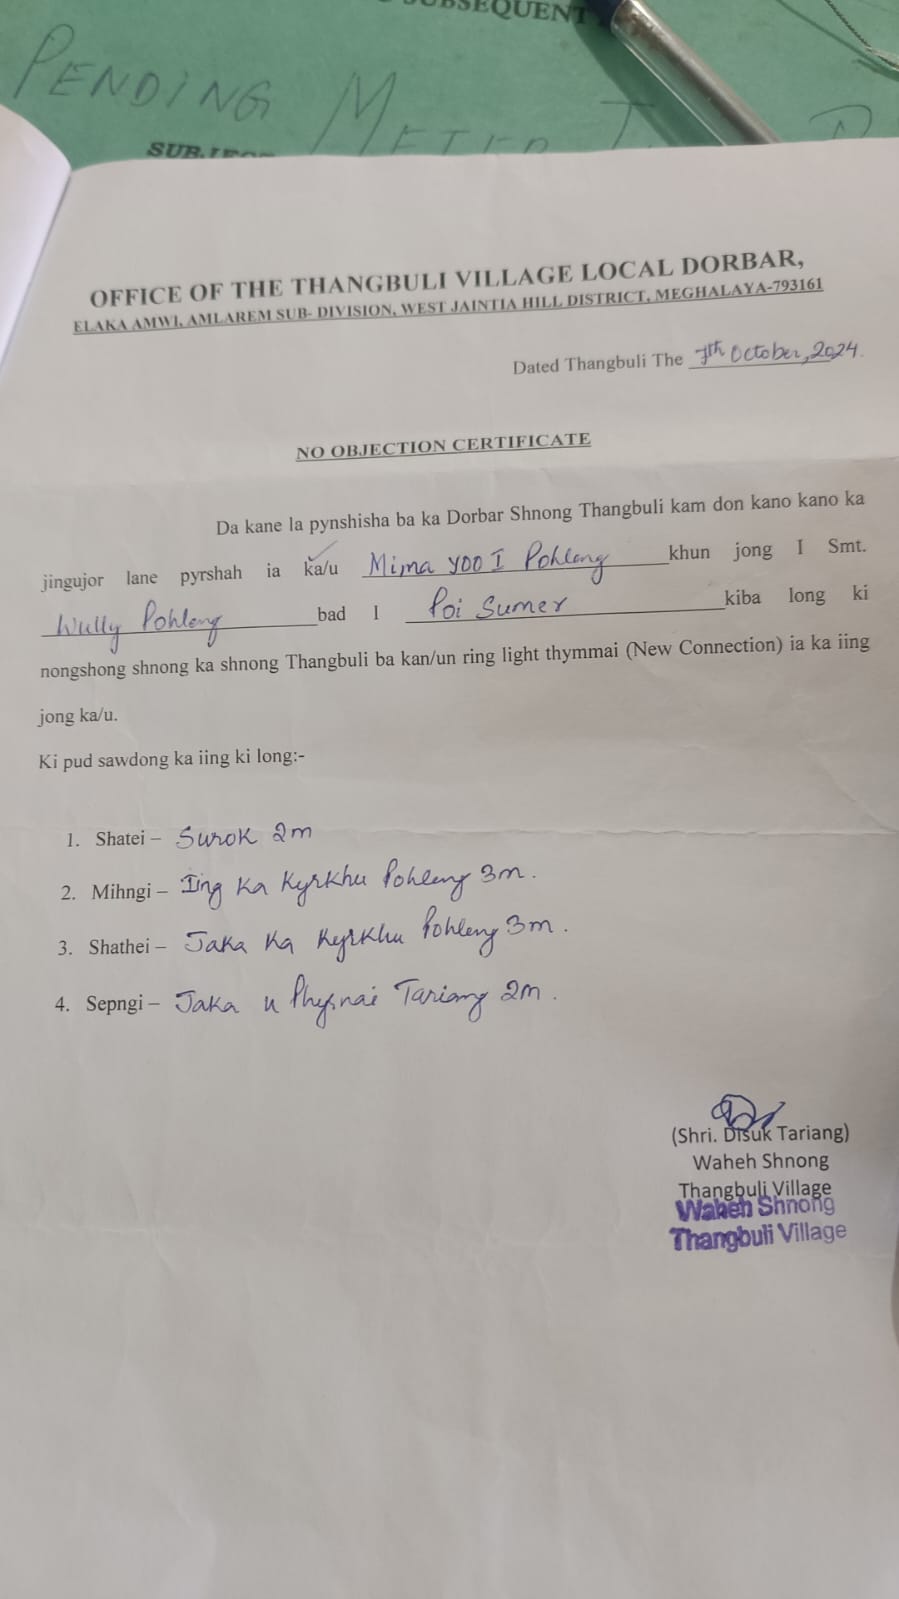 SUBSEQUENT
PENDING METER
OFFICE OF THE THANGBULI VILLAGE LOCAL DORBAR,
ELAKA AMWI, AMLAREM SUB- DIVISION, WEST JAINTIA HILL DISTRICT, MEGHALAYA-793161
Dated Thangbuli The 7th October, 2024.
NO OBJECTION CERTIFICATE
Da kane la pynshisha ba ka Dorbar Shnong Thangbuli kam don kano kano ka
jingujor lane pyrshah ia ka/u Mima Yoo I Pohleng khun jong I Smt.
Wully Pohleng bad I Poi Sumer kiba long ki
nongshong shnong ka shnong Thangbuli ba kan/un ring light thymmai (New Connection) ia ka iing
jong ka/u.
Ki pud sawdong ka iing ki long:-
1. Shatei – Surok 2m
2. Mihngi – Iing Ka Kyrkhu Pohleng 3m.
3. Shathei – Jaka Ka Kyrkhu Pohleng 3m.
4. Sepngi – Jaka u Phyrnai Tariang 2m.
(Shri. Disuk Tariang)
Waheh Shnong
Thangbuli Village
Waheh Shnong
Thangbuli Village